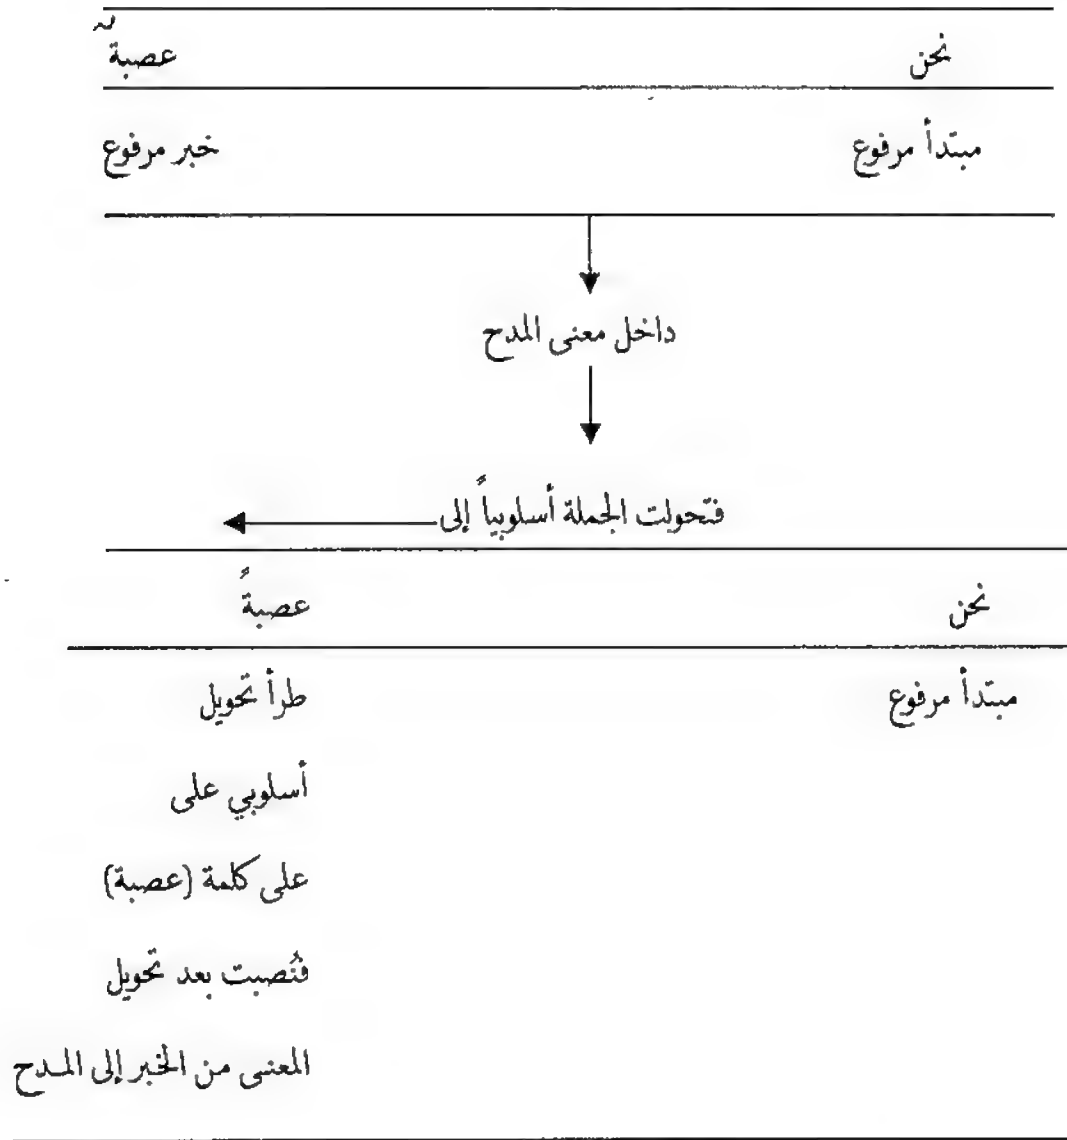 نحن عصبةٌ
مبتدأ مرفوع خبر مرفوع
داخل معنى المدح
فتحولت الجملة أسلوبياً إلى
نحن عصبةً
مبتدأ مرفوع طرأ تحويل
أسلوبي على
على كلمة (عصبة)
فنُصبت بعد تحويل
المعنى من الخبر إلى المدح